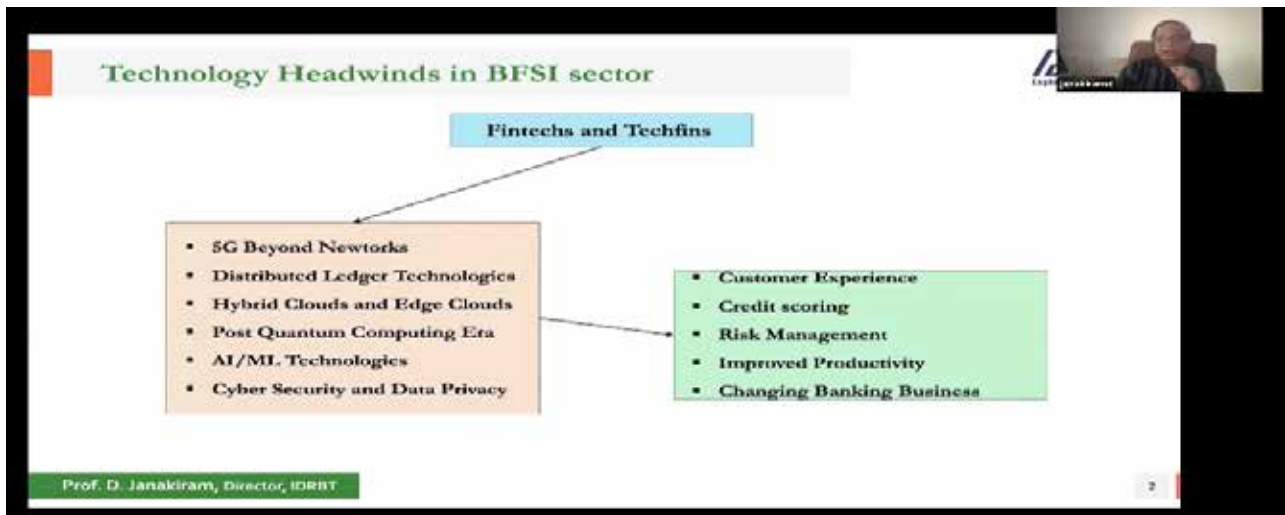 Technology Headwinds in BFSI sector
Fintechs and Techfins
5G Beyond Newtorks
Distributed Ledger Technologies
Hybrid Clouds and Edge Clouds
Post Quantum Computing Era
AI/ML Technologies
Cyber Security and Data Privacy
Customer Experience
Credit scoring
Risk Management
Improved Productivity
Changing Banking Business
Prof. D. Janakiram, Director, IDRBT
2